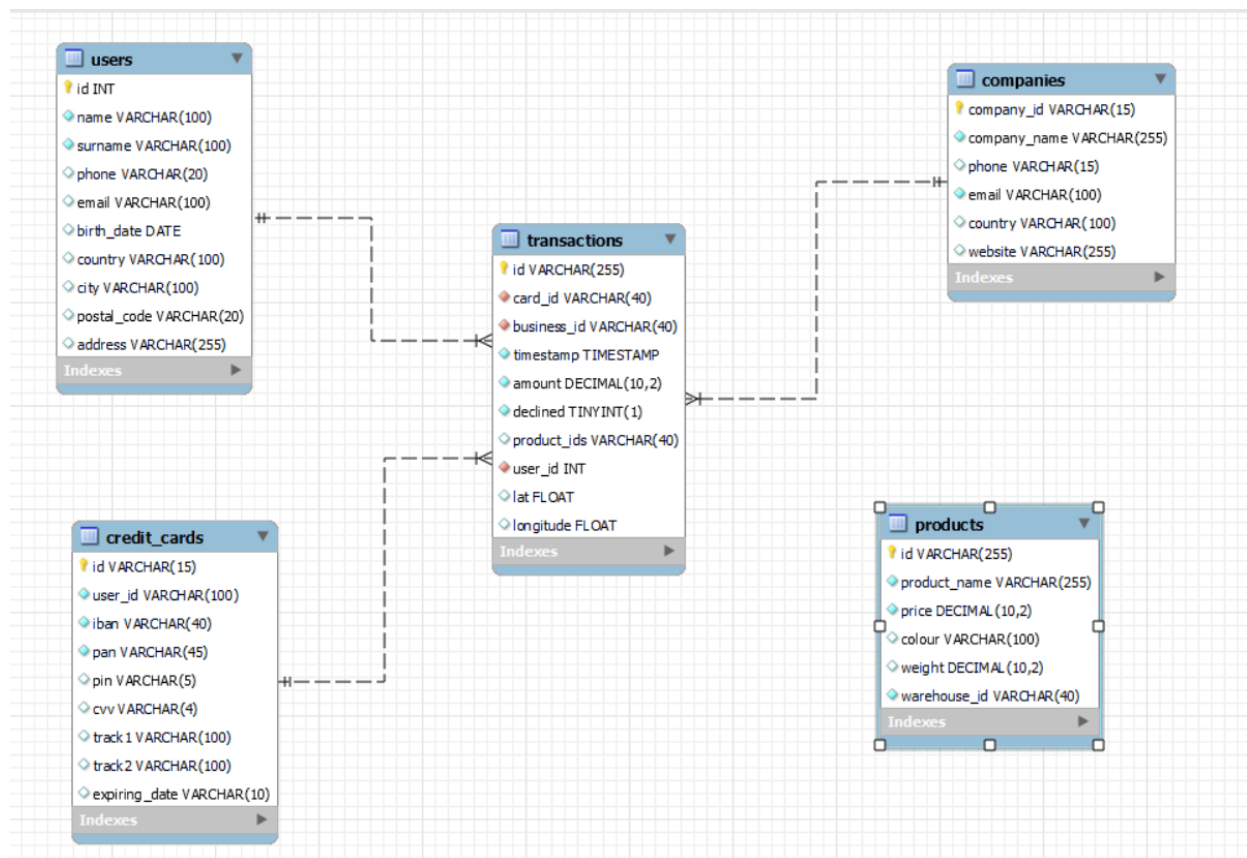 users
id INT
name VARCHAR(100)
surname VARCHAR(100)
phone VARCHAR(20)
email VARCHAR(100)
birth_date DATE
country VARCHAR(100)
city VARCHAR(100)
postal_code VARCHAR(20)
address VARCHAR(255)
Indexes
companies
company_id VARCHAR(15)
company_name VARCHAR(255)
phone VARCHAR(15)
email VARCHAR(100)
country VARCHAR(100)
website VARCHAR(255)
Indexes
transactions
id VARCHAR(255)
card_id VARCHAR(40)
business_id VARCHAR(40)
timestamp TIMESTAMP
amount DECIMAL(10,2)
declined TINYINT(1)
product_ids VARCHAR(40)
user_id INT
lat FLOAT
longitude FLOAT
Indexes
credit_cards
id VARCHAR(15)
user_id VARCHAR(100)
iban VARCHAR(40)
pan VARCHAR(45)
pin VARCHAR(5)
cvv VARCHAR(4)
track1 VARCHAR(100)
track2 VARCHAR(100)
expiring_date VARCHAR(10)
Indexes
products
id VARCHAR(255)
product_name VARCHAR(255)
price DECIMAL(10,2)
colour VARCHAR(100)
weight DECIMAL(10,2)
warehouse_id VARCHAR(40)
Indexes